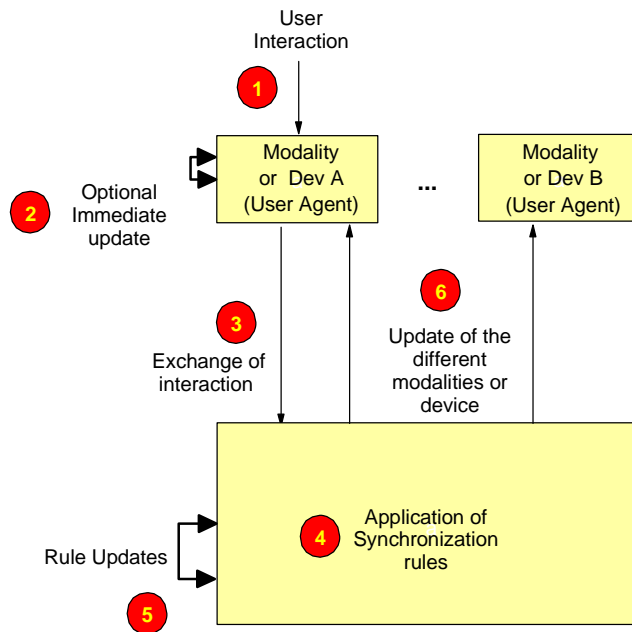 User
Interaction
1
Modality
or Dev A
(User Agent)
...
Modality
or Dev B
(User Agent)
2
Optional
Immediate
update
3
Exchange of
interaction
6
Update of the
different
modalities or
device
4
Application of
Synchronization
rules
Rule Updates
5